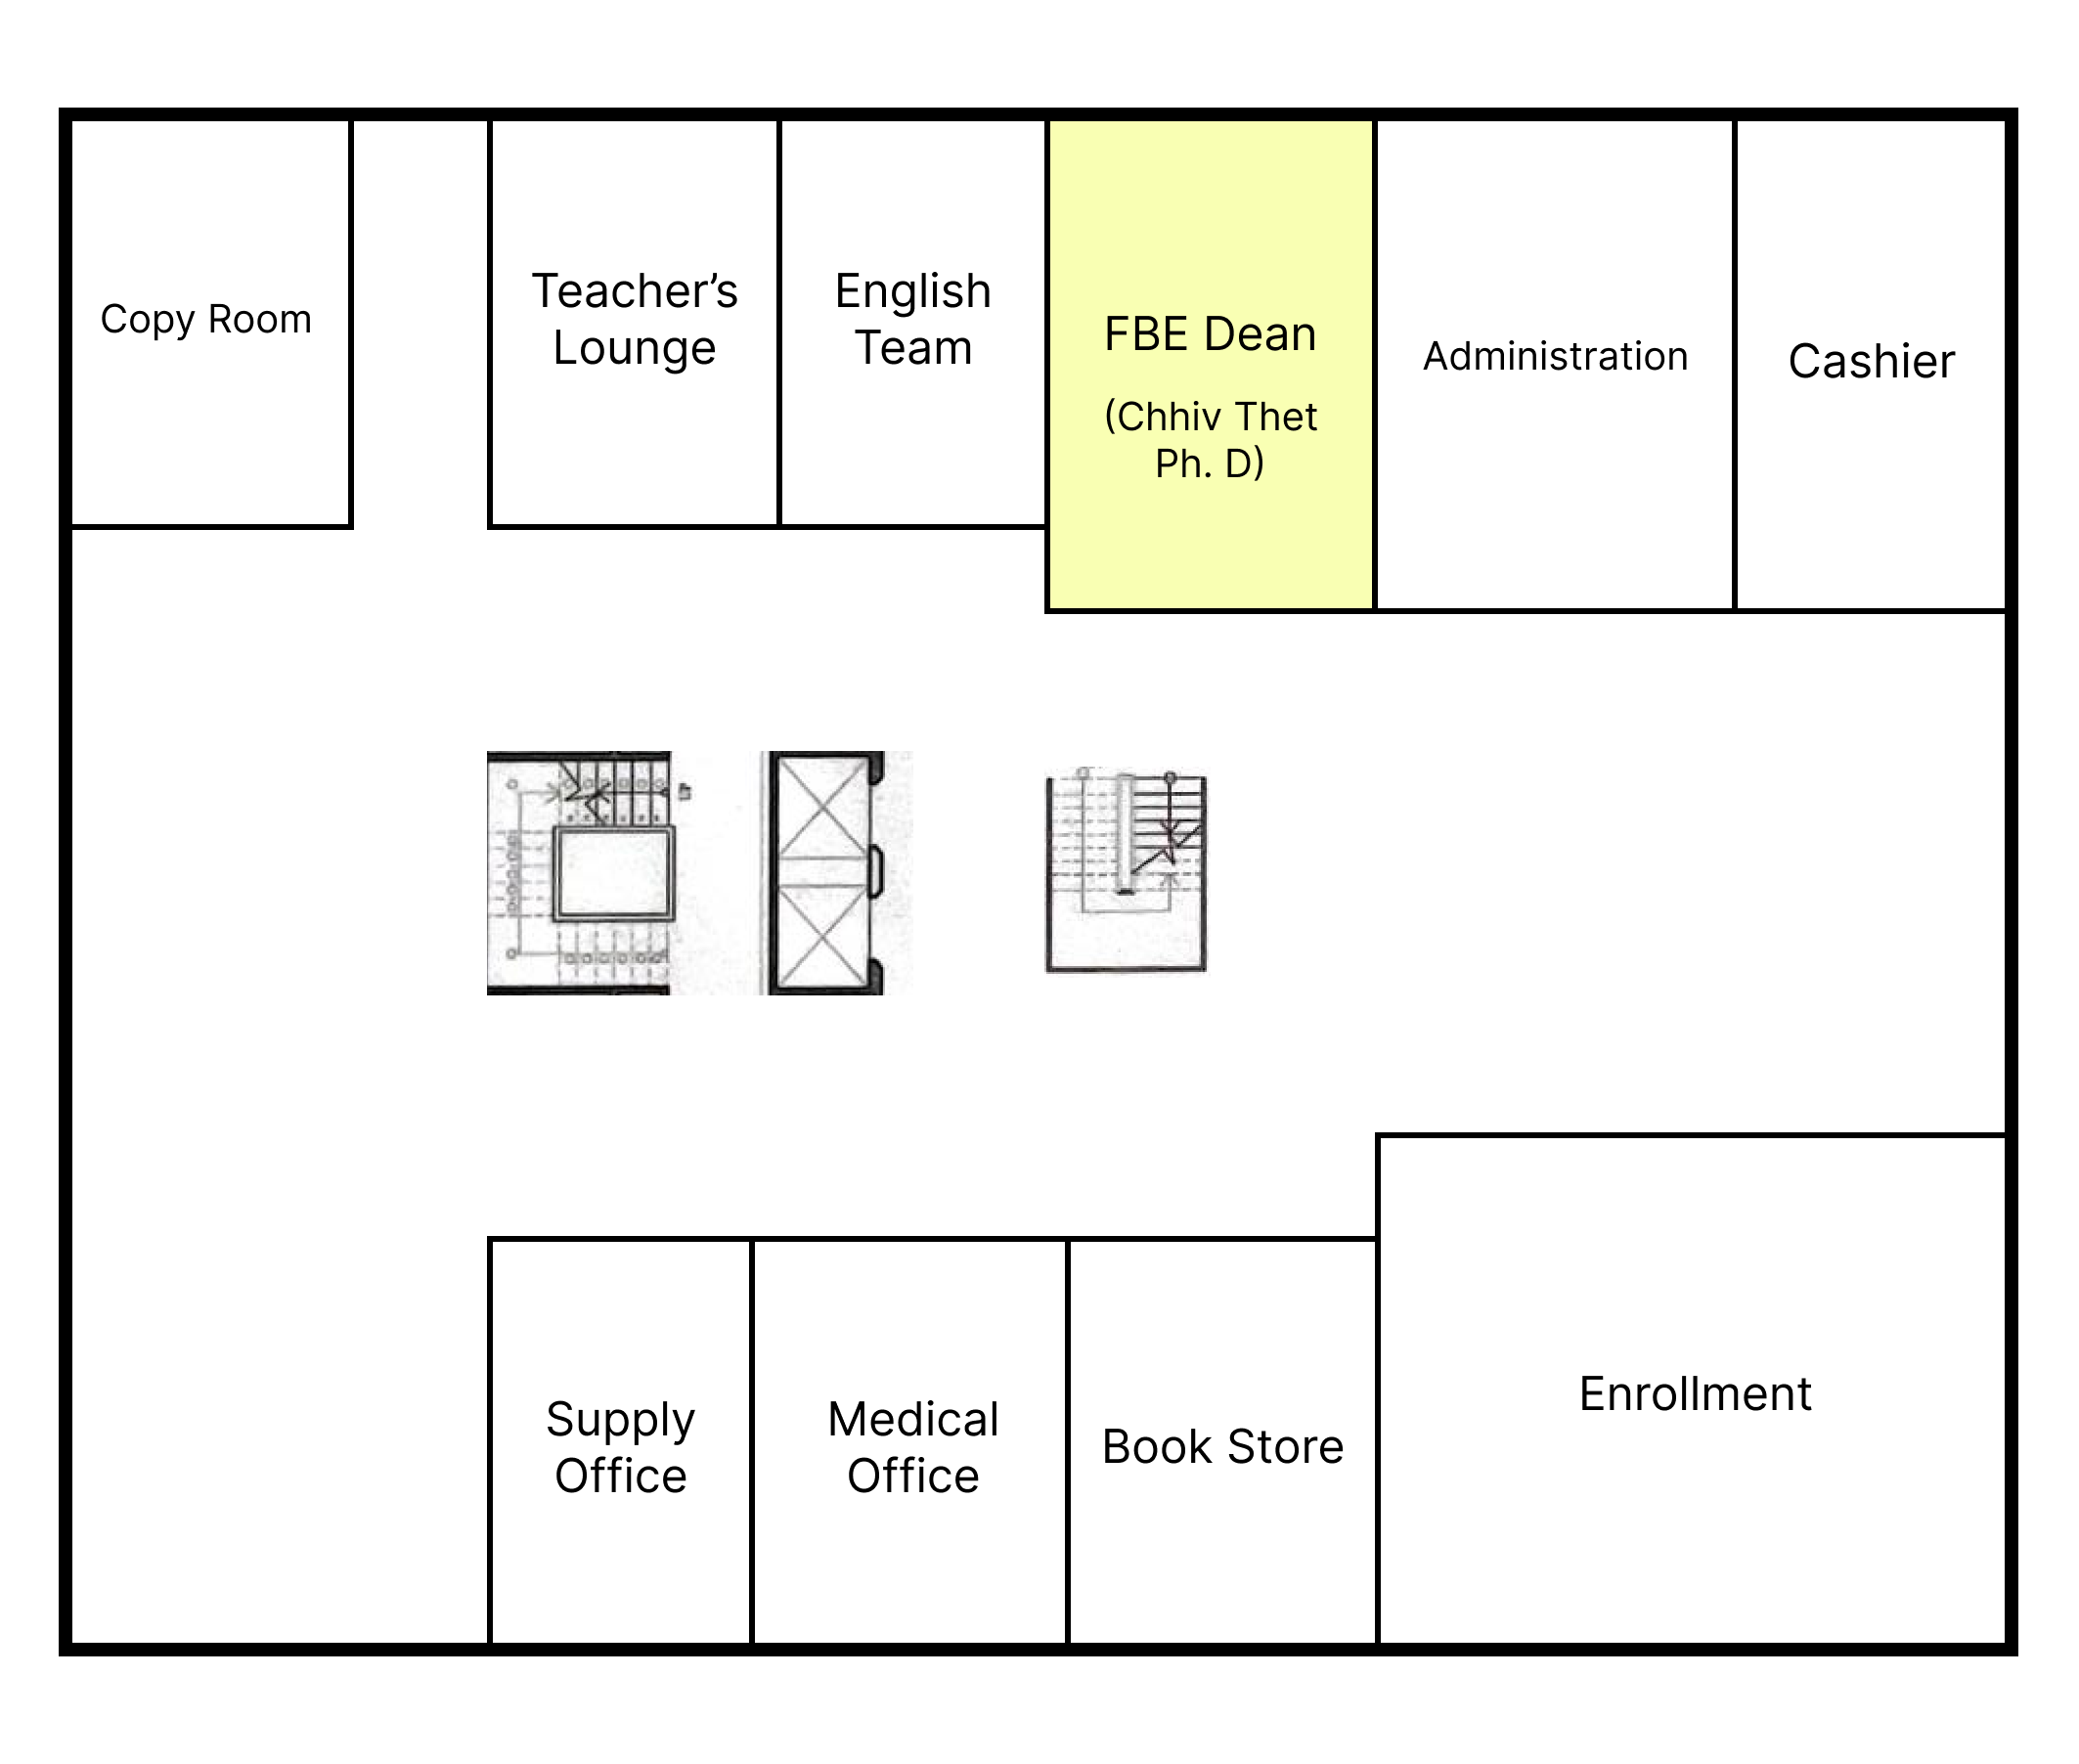 Copy Room
Teacher’s
Lounge
English
Team
FBE Dean
(Chhiv Thet
Ph. D)
Administration
Cashier
Supply
Office
Medical
Office
Book Store
Enrollment